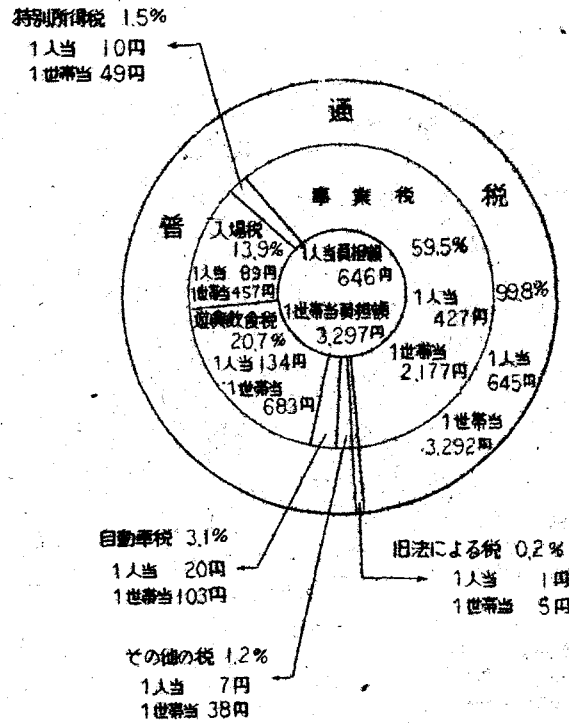 特別所得税 1.5%
1人当 10円
1世帯当 49円
普通税
99.8%
1人当
645円
1世帯当
3,292円
事業税
59.5%
1人当
427円
1世帯当
2,177円
入場税
13.9%
1人当 89円
1世帯当457円
遊興飲食税
20.7%
1人当134円
1世帯当
683円
1人当負担額
646円
1世帯当負担額
3,297円
自動車税 3.1%
1人当 20円
1世帯当103円
旧法による税 0.2%
1人当 1円
1世帯当 5円
その他の税 1.2%
1人当 7円
1世帯当 38円